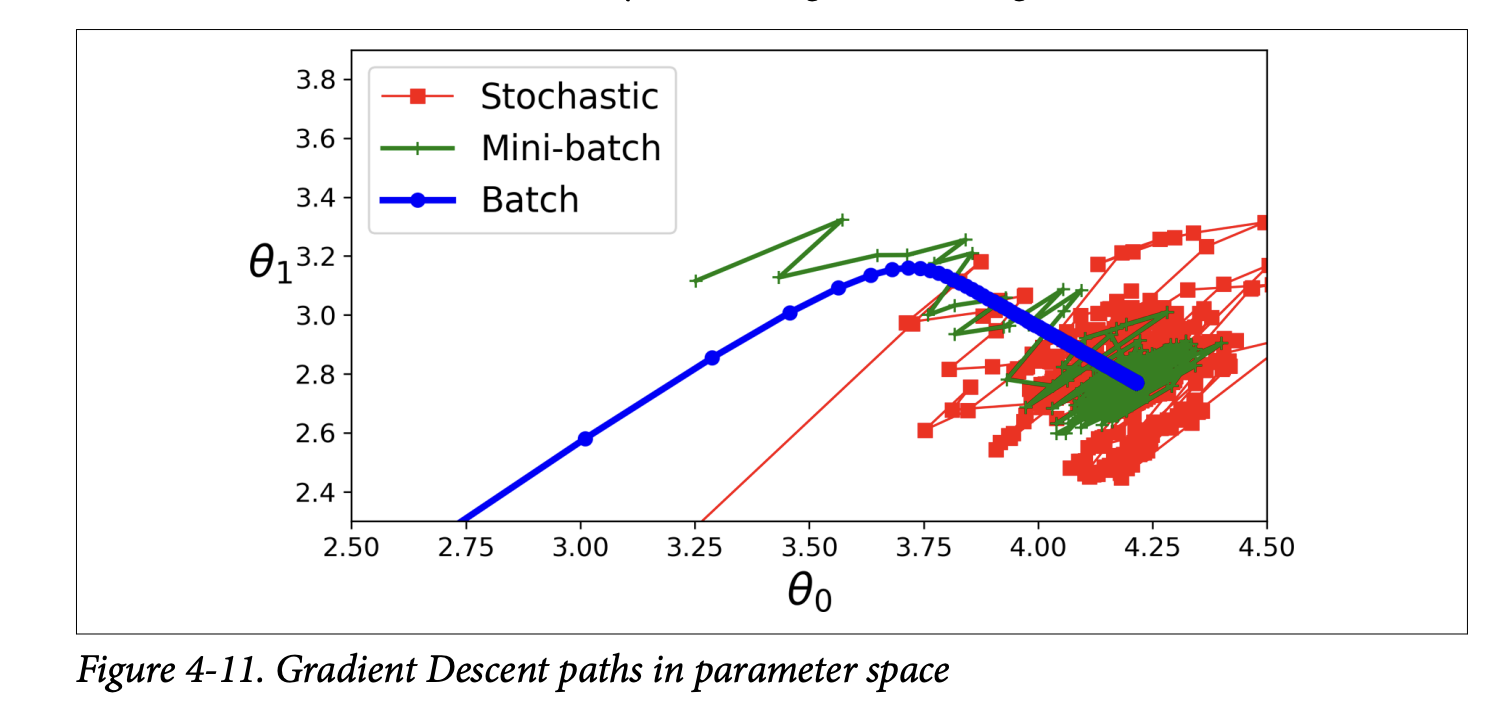 3.8
3.6
3.4
3.2
3.0
2.8
2.6
2.4
θ1
Stochastic
Mini-batch
Batch
2.50 2.75 3.00 3.25 3.50 3.75 4.00 4.25 4.50
θ0
Figure 4-11. Gradient Descent paths in parameter space